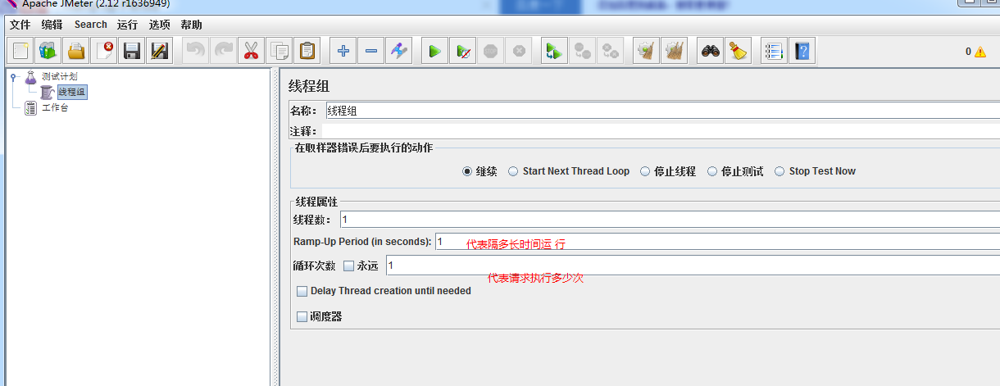 Apache JMeter (2.12 r1636949)
文件 编辑 Search 运行 选项 帮助
0
测试计划
线程组
工作台
线程组
名称: 线程组
注释:
在取样器错误后要执行的动作
继续 Start Next Thread Loop 停止线程 停止测试 Stop Test Now
线程属性
线程数: 1
Ramp-Up Period (in seconds): 1 代表隔多长时间运 行
循环次数 永远 1
代表请求执行多少次
Delay Thread creation until needed
调度器